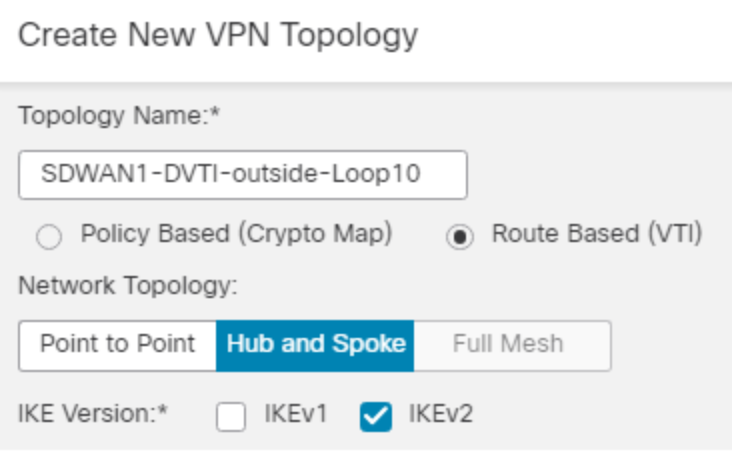 Create New VPN Topology
Topology Name:*
SDWAN1-DVTI-outside-Loop10
Policy Based (Crypto Map) Route Based (VTI)
Network Topology:
Point to Point Hub and Spoke Full Mesh
IKE Version:* IKEv1 IKEv2